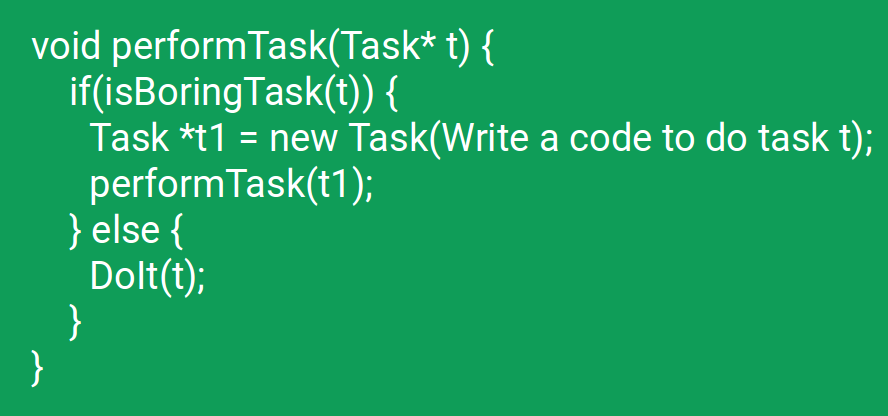 void performTask(Task* t) {
if(isBoringTask(t)) {
Task *t1 = new Task(Write a code to do task t);
performTask(t1);
} else {
DoIt(t);
}
}